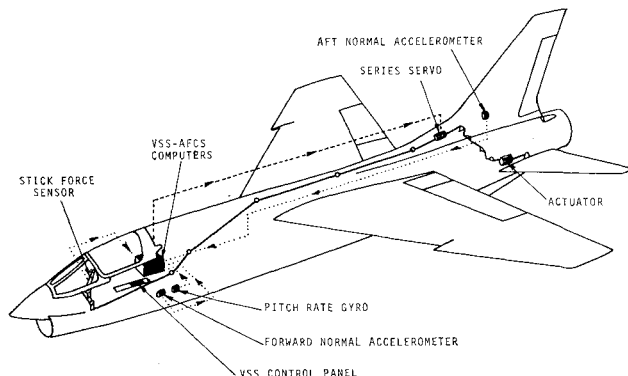 AFT NORMAL ACCELEROMETER
SERIES SERVO
VSS-AFCS
COMPUTERS
STICK FORCE
SENSOR
ACTUATOR
PITCH RATE GYRO
FORWARD NORMAL ACCELEROMETER
VSS CONTROL PANEL